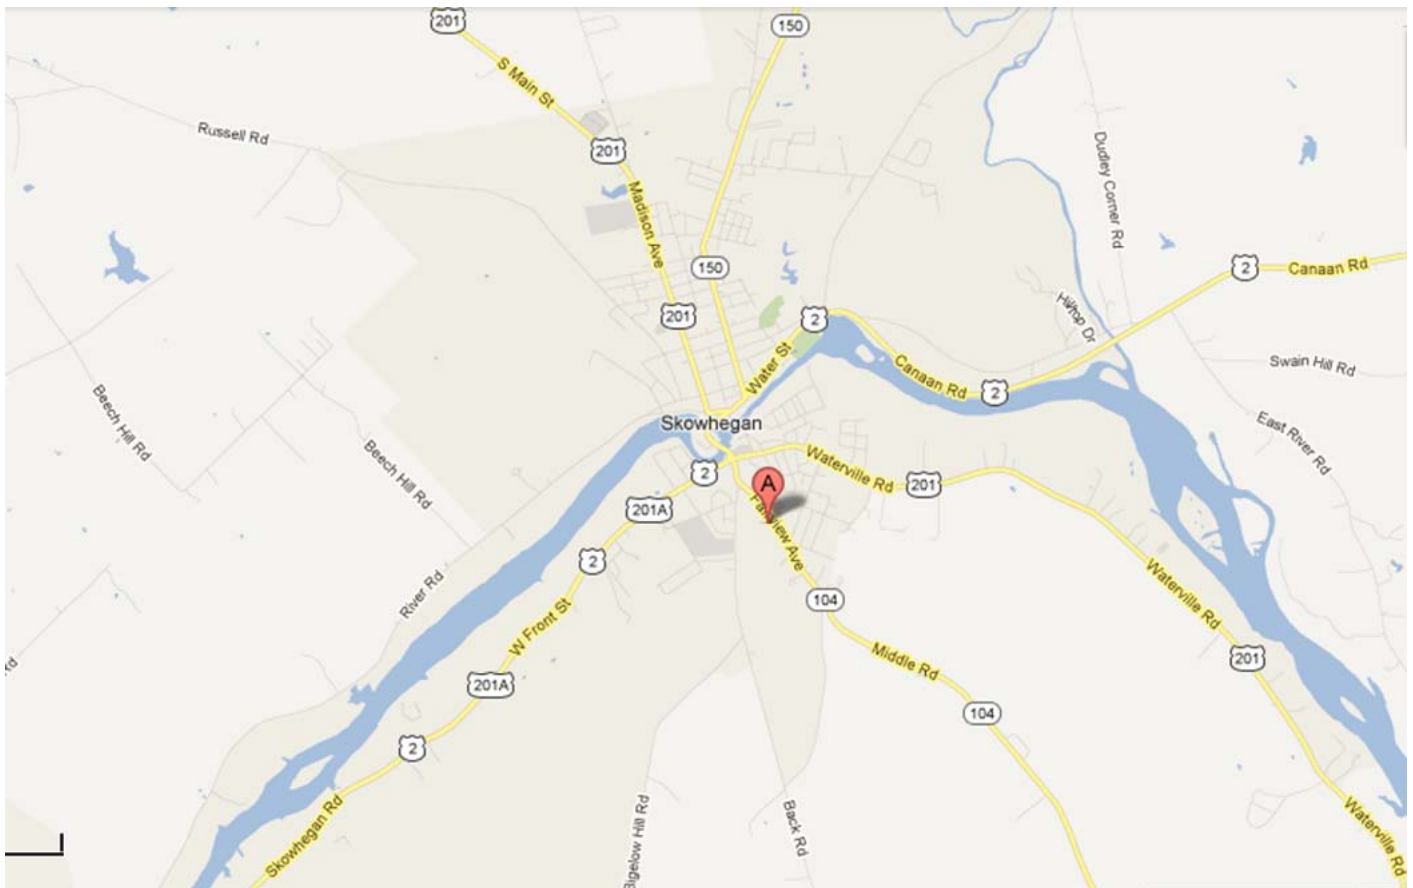 201
150
S Main St
Russell Rd
201
Dudley Corner Rd
Madison Ave
150
2
Canaan Rd
201
2
Hilltop Dr
Water St
Canaan Rd
Swain Hill Rd
2
Beech Hill Rd
Skowhegan
East River Rd
Beech Hill Rd
2
Waterville Rd
201
A
201A
Fairview Ave
2
River Rd
W Front St
104
Waterville Rd
Middle Rd
201
201A
104
2
Skowhegan Rd
Bigelow Hill Rd
Back Rd
Waterville Rd